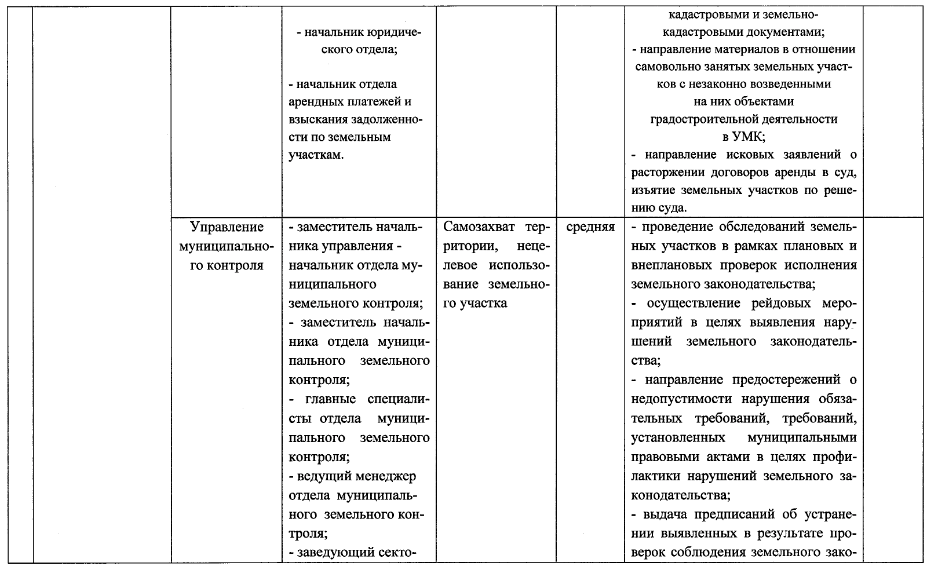 - начальник юридиче-
ского отдела;
- начальник отдела
арендных платежей и
взыскания задолженно-
сти по земельным
участкам.
кадастровыми и земельно-
кадастровыми документами;
- направление материалов в отношении
самовольно занятых земельных участ-
ков с незаконно возведенными
на них объектами
градостроительной деятельности
в УМК;
- направление исковых заявлений о
расторжении договоров аренды в суд,
изъятие земельных участков по реше-
нию суда.
Управление
муниципально-
го контроля
- заместитель началь-
ника управления -
начальник отдела му-
ниципального
земельного контроля;
- заместитель началь-
ника отдела муници-
пального земельного
контроля;
- главные специали-
сты отдела муници-
пального земельного
контроля;
- ведущий менеджер
отдела муниципаль-
ного земельного кон-
троля;
- заведующий секто-
Самозахват тер-
ритории, неце-
левое использо-
вание земельно-
го участка
средняя
- проведение обследований земель-
ных участков в рамках плановых и
внеплановых проверок исполнения
земельного законодательства;
- осуществление рейдовых меро-
приятий в целях выявления нару-
шений земельного законодатель-
ства;
- направление предостережений о
недопустимости нарушения обяза-
тельных требований, требований,
установленных муниципальными
правовыми актами в целях профи-
лактики нарушений земельного за-
конодательства;
- выдача предписаний об устране-
нии выявленных в результате про-
верок соблюдения земельного зако-